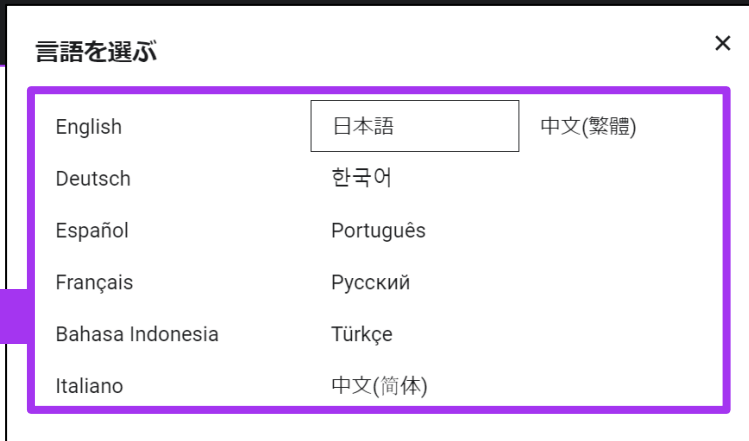 言語を選ぶ
English
日本語
中文(繁體)
Deutsch
한국어
Español
Português
Français
Русский
Bahasa Indonesia
Türkçe
Italiano
中文(简体)